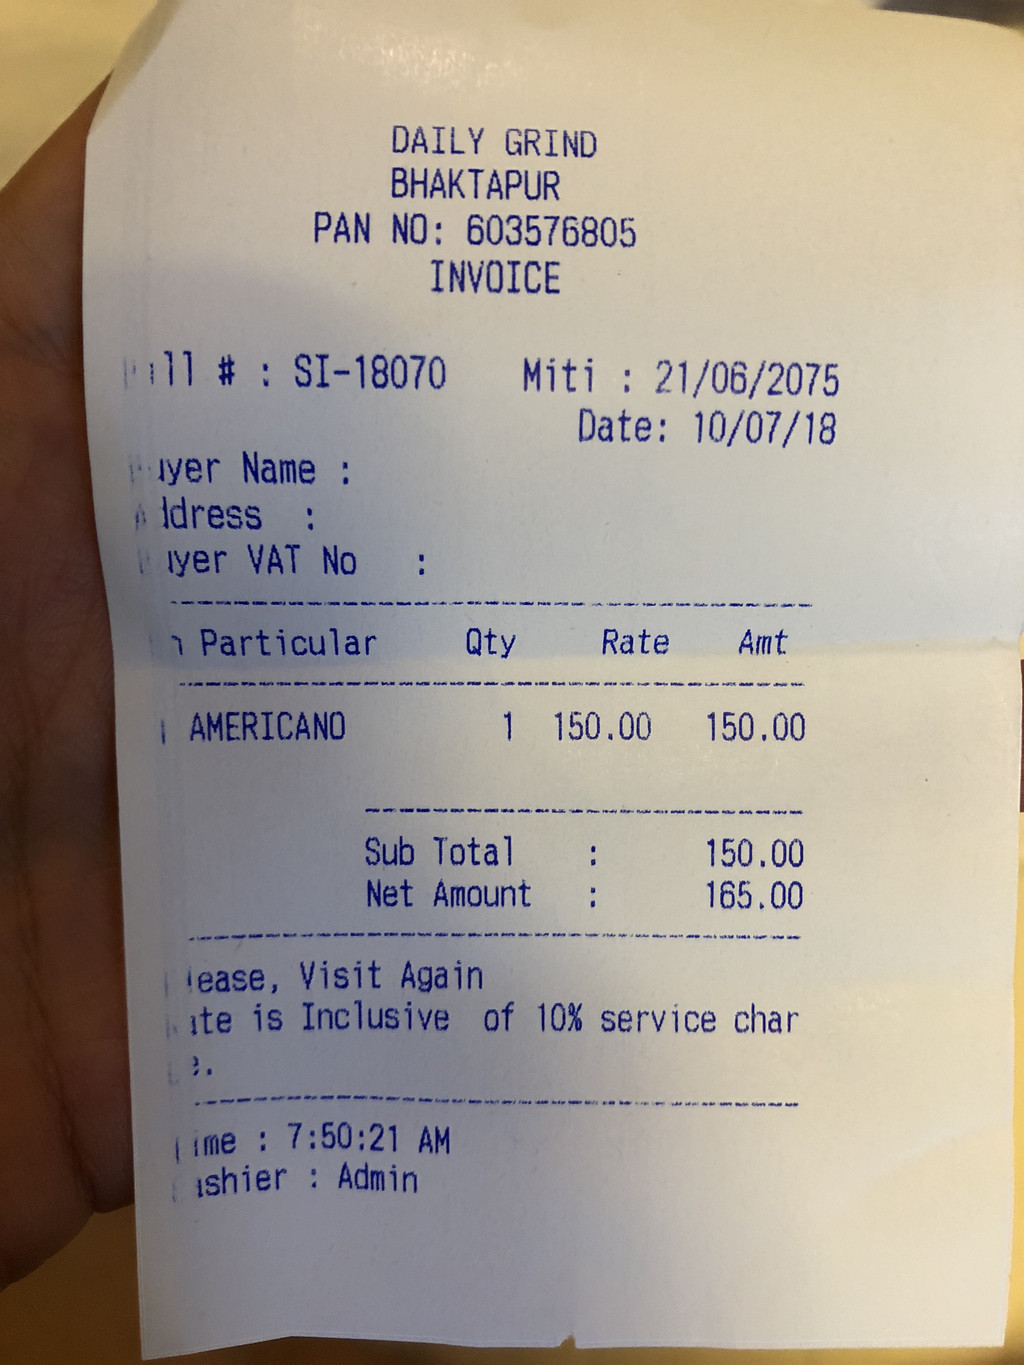 DAILY GRIND
BHAKTAPUR
PAN NO: 603576805
INVOICE
# : SI-18070 Miti : 21/06/2075
Date: 10/07/18
Name :
Address :
VAT No :
Particular Qty Rate Amt
AMERICANO 1 150.00 150.00
Sub Total : 150.00
Net Amount : 165.00
Visit Again
is Inclusive of 10% service char
: 7:50:21 AM
: Admin